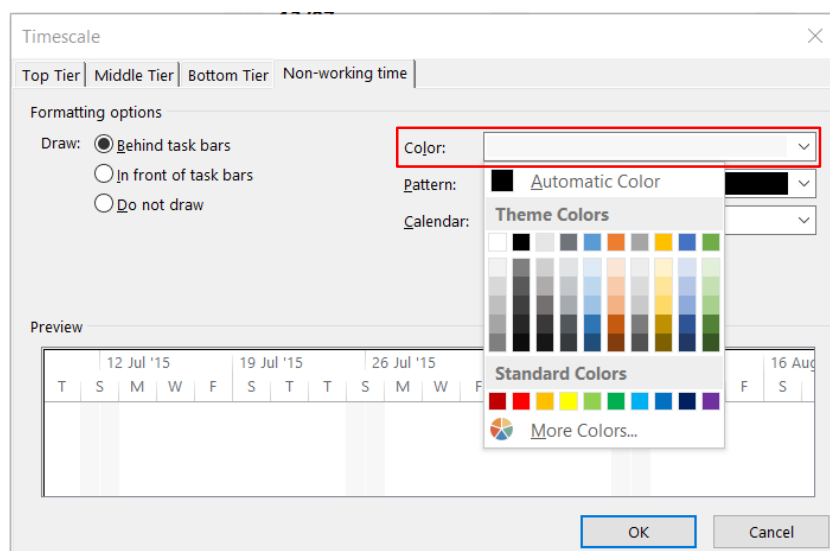 Timescale
Top Tier Middle Tier Bottom Tier Non-working time
Formatting options
Draw: Behind task bars
In front of task bars
Do not draw
Color:
Pattern:
Calendar:
Automatic Color
Theme Colors
Standard Colors
More Colors...
Preview
12 Jul '15 19 Jul '15 26 Jul '15 16 Aug
T S M W F S T T S M W F F S
OK Cancel